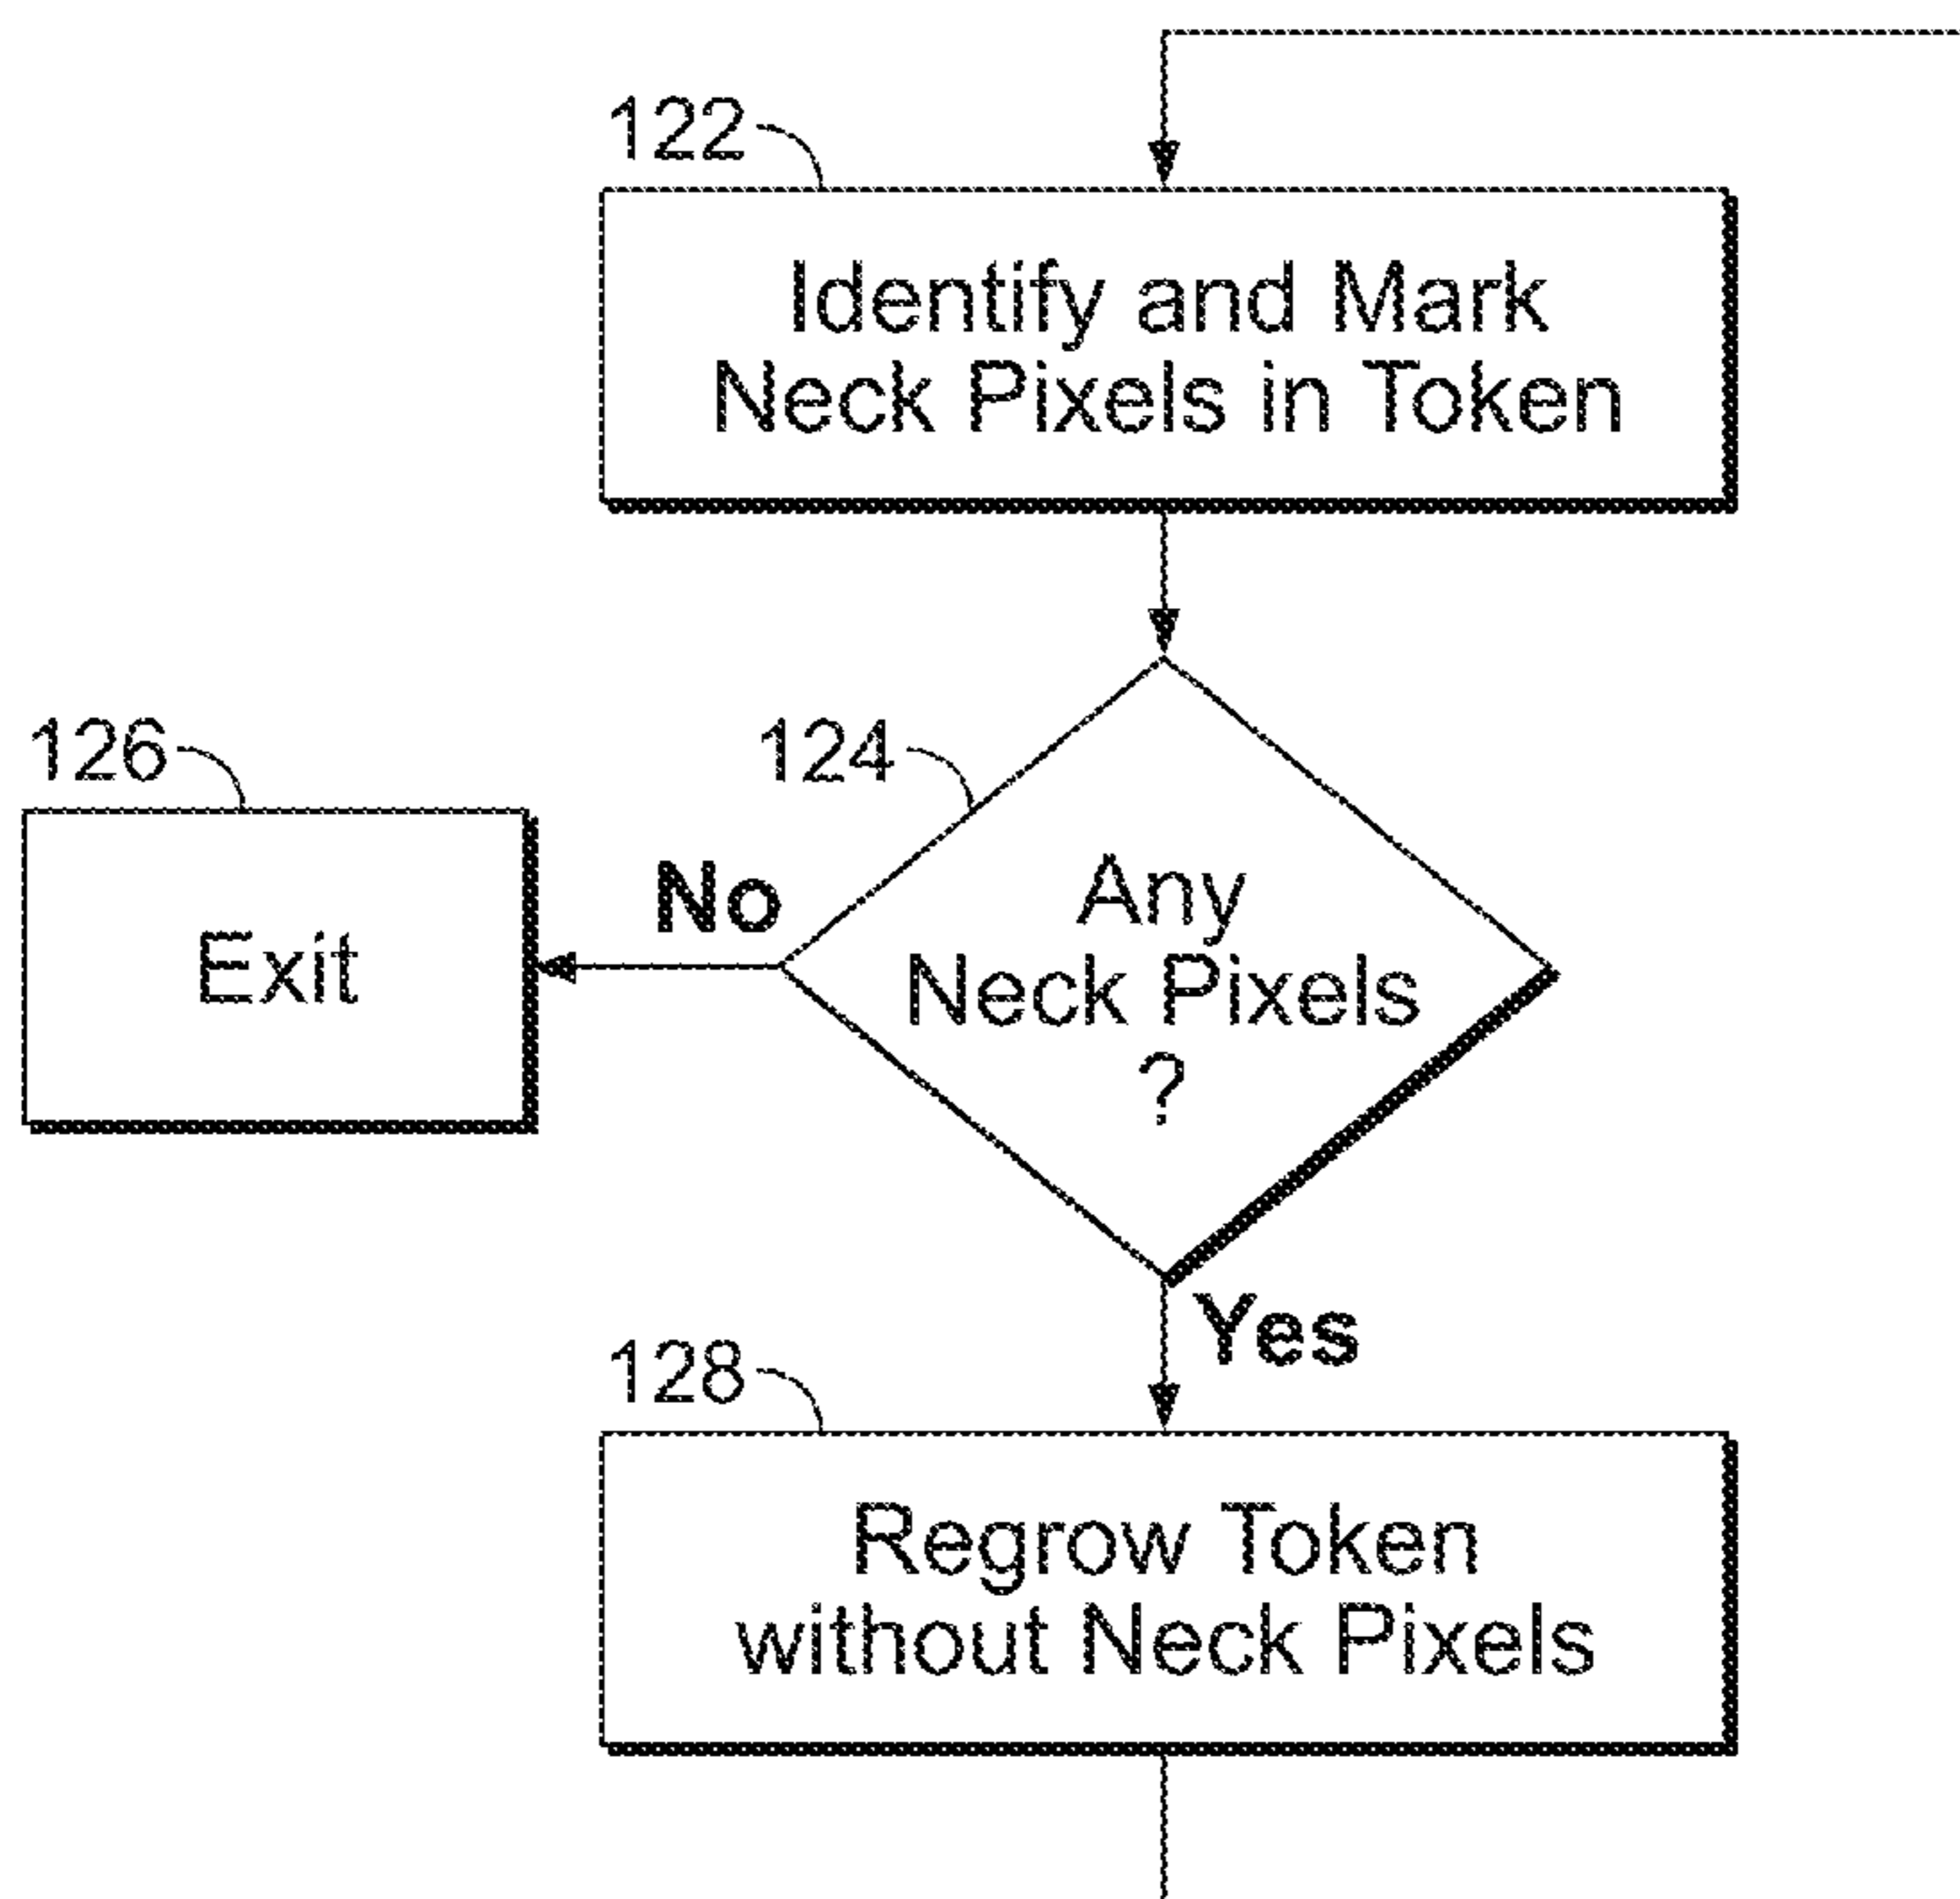 122
Identify and Mark
Neck Pixels in Token
126
124
No
Any
Neck Pixels
?
Exit
Yes
128
Regrow Token
without Neck Pixels